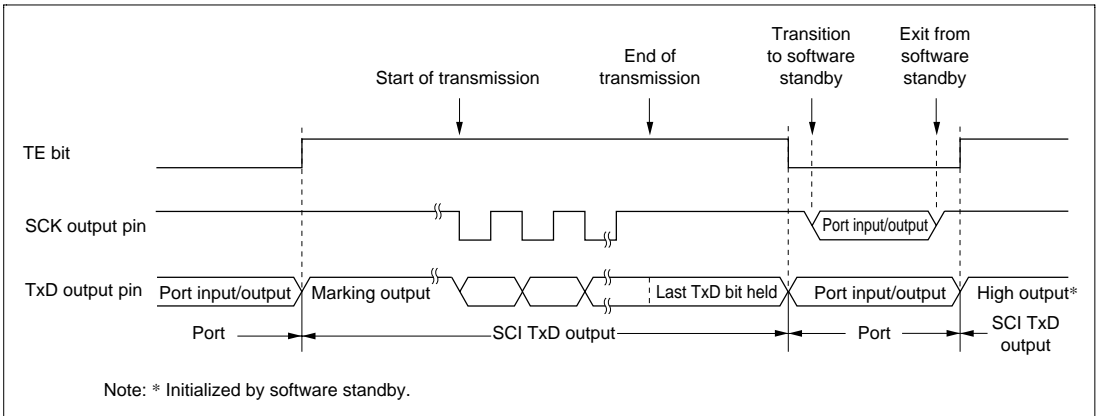 Start of transmission
End of
transmission
Transition
to software
standby
Exit from
software
standby
TE bit
SCK output pin
Port input/output
TxD output pin
Port input/output
Marking output
Last TxD bit held
Port input/output
High output*
Port
SCI TxD output
Port
SCI TxD
output
Note: * Initialized by software standby.